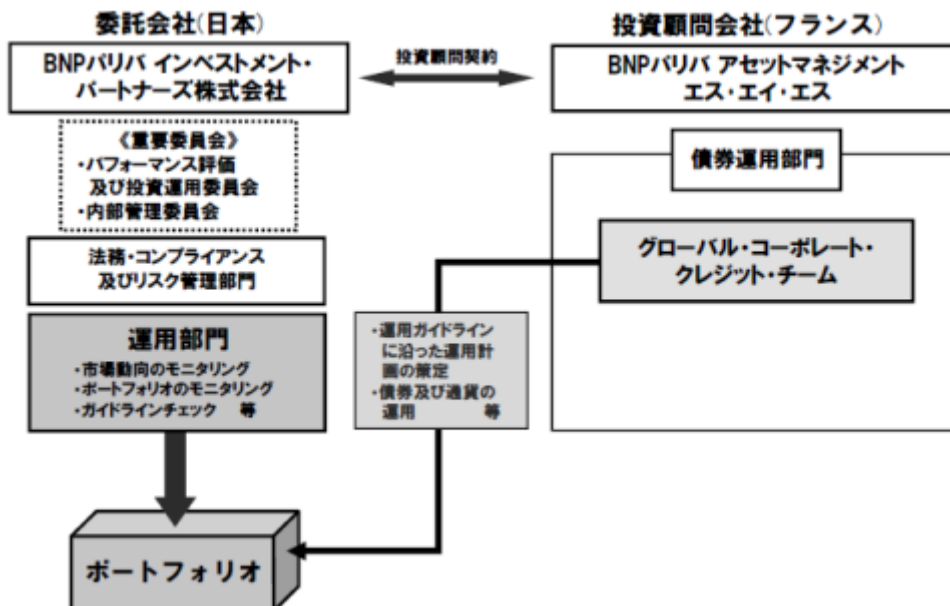 委託会社(日本)
投資顧問会社(フランス)
BNPパリバ インベストメント・
パートナーズ株式会社
投資顧問契約
BNPパリバ アセットマネジメント
エス・エイ・エス
《重要委員会》
・パフォーマンス評価
及び投資運用委員会
・内部管理委員会
債券運用部門
法務・コンプライアンス
及びリスク管理部門
グローバル・コーポレート・
クレジット・チーム
運用部門
・市場動向のモニタリング
・ポートフォリオのモニタリング
・ガイドラインチェック 等
・運用ガイドライン
に沿った運用計
画の策定
・債券及び通貨の
運用 等
ポートフォリオ